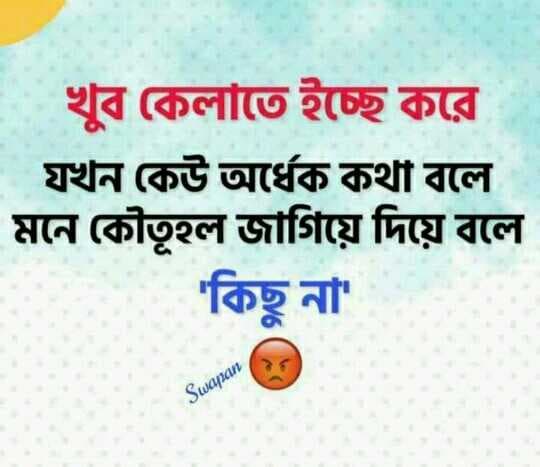 খুব কেলাতে ইচ্ছে করে
যখন কেউ অর্ধেক কথা বলে
মনে কৌতূহল জাগিয়ে দিয়ে বলে
'কিছু না'
Swapan